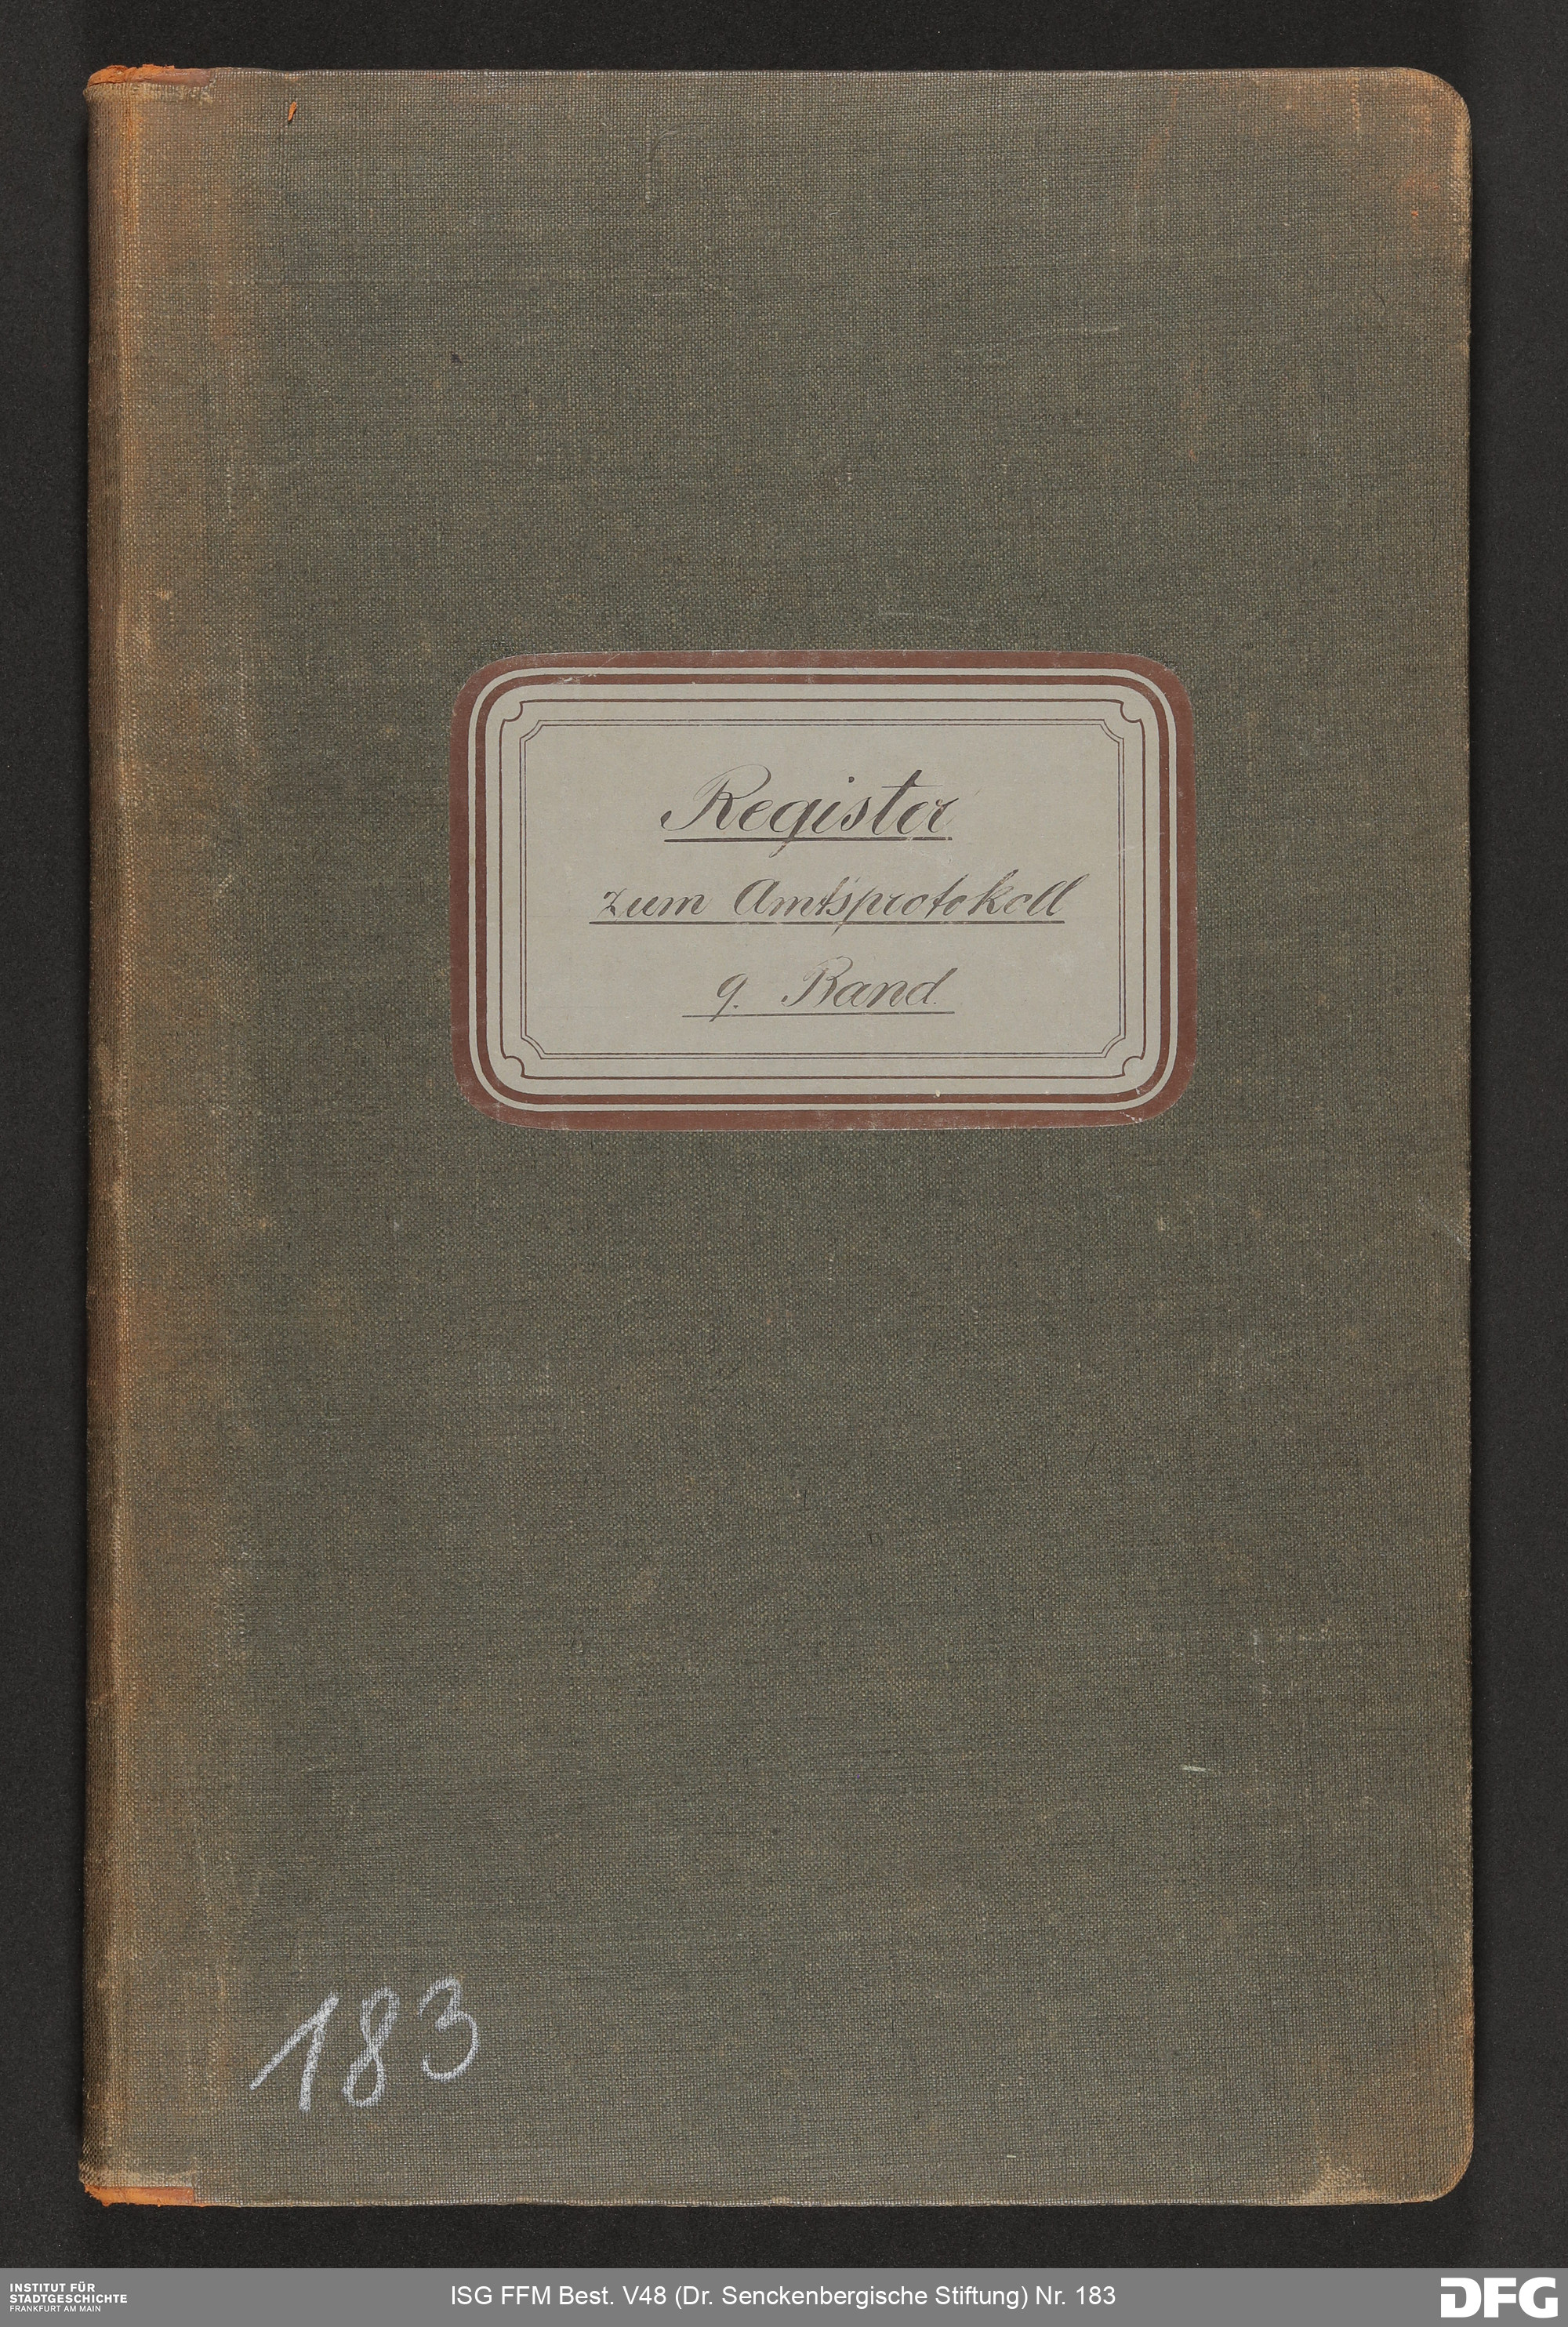 Register
zum Amtsprotokoll
9. Band.
183
INSTITUT FÜR
STADTGESCHICHTE
FRANKFURT AM MAIN
ISG FFM Best. V48 (Dr. Senckenbergische Stiftung) Nr. 183
DFG